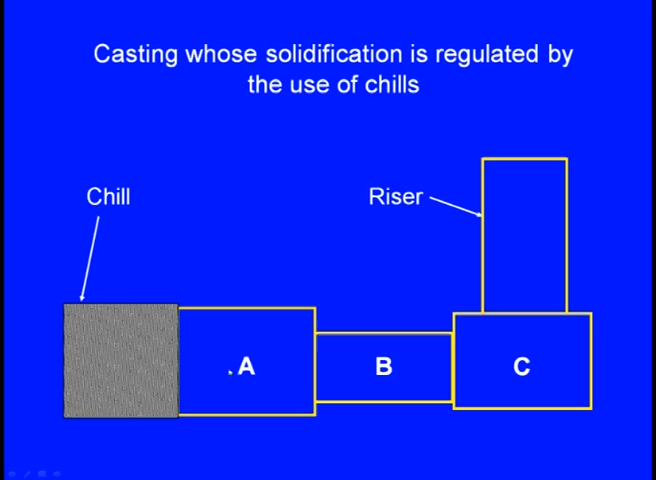 Casting whose solidification is regulated by
the use of chills
Chill
Riser
A
B
C